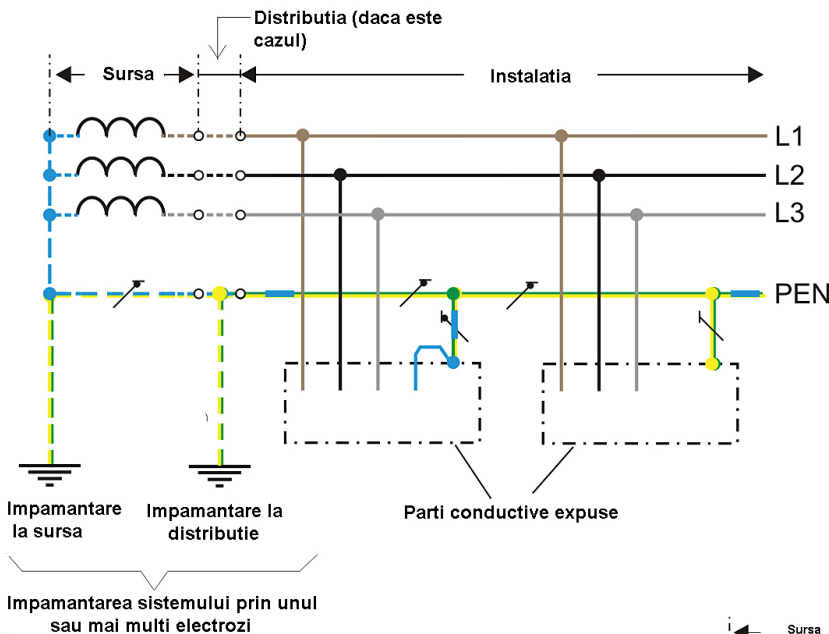 Distributia (daca este
cazul)
Sursa
Instalatia
L1
L2
L3
PEN
Impamantare
la sursa
Impamantare la
distributie
Parti conductive expuse
Impamantarea sistemului prin unul
sau mai multi electrozi
Sursa